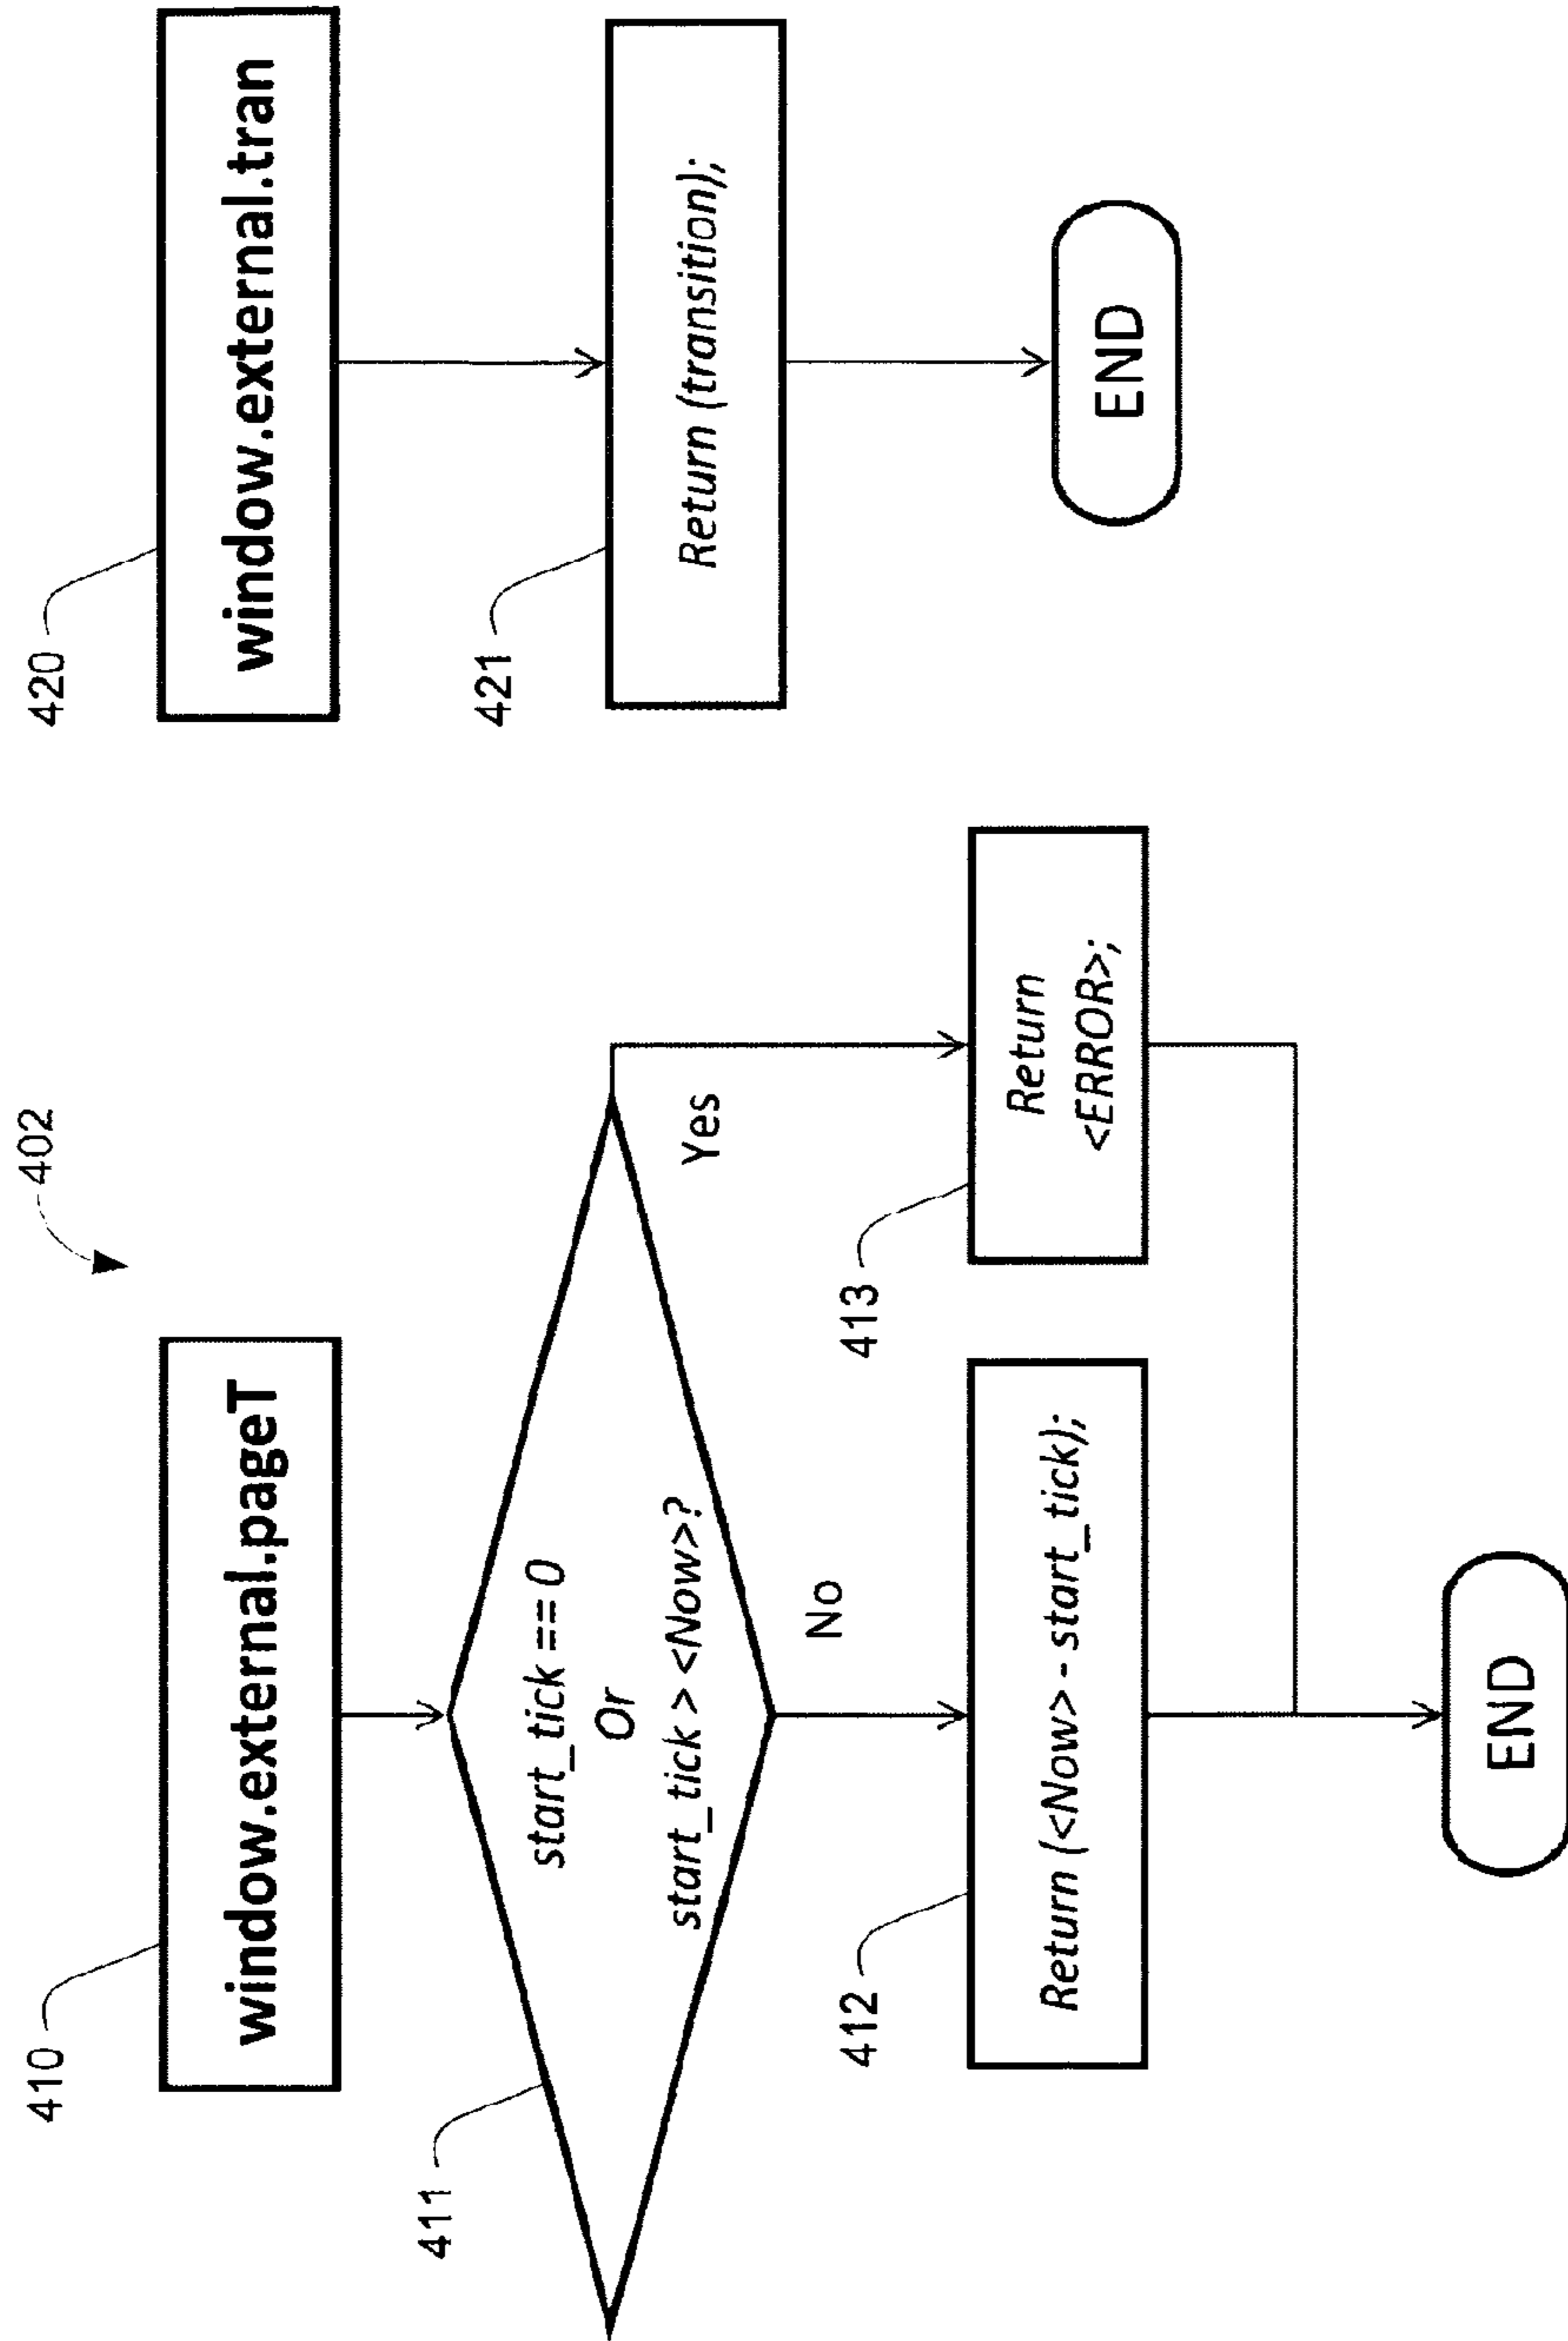 402
410
window.external.pageT
411
start_tick == 0
Or
start_tick > <Now>?
Yes
No
412
Return (<Now> - start_tick);
413
Return
<ERROR>;
END
420
window.external.tran
421
Return (transition);
END